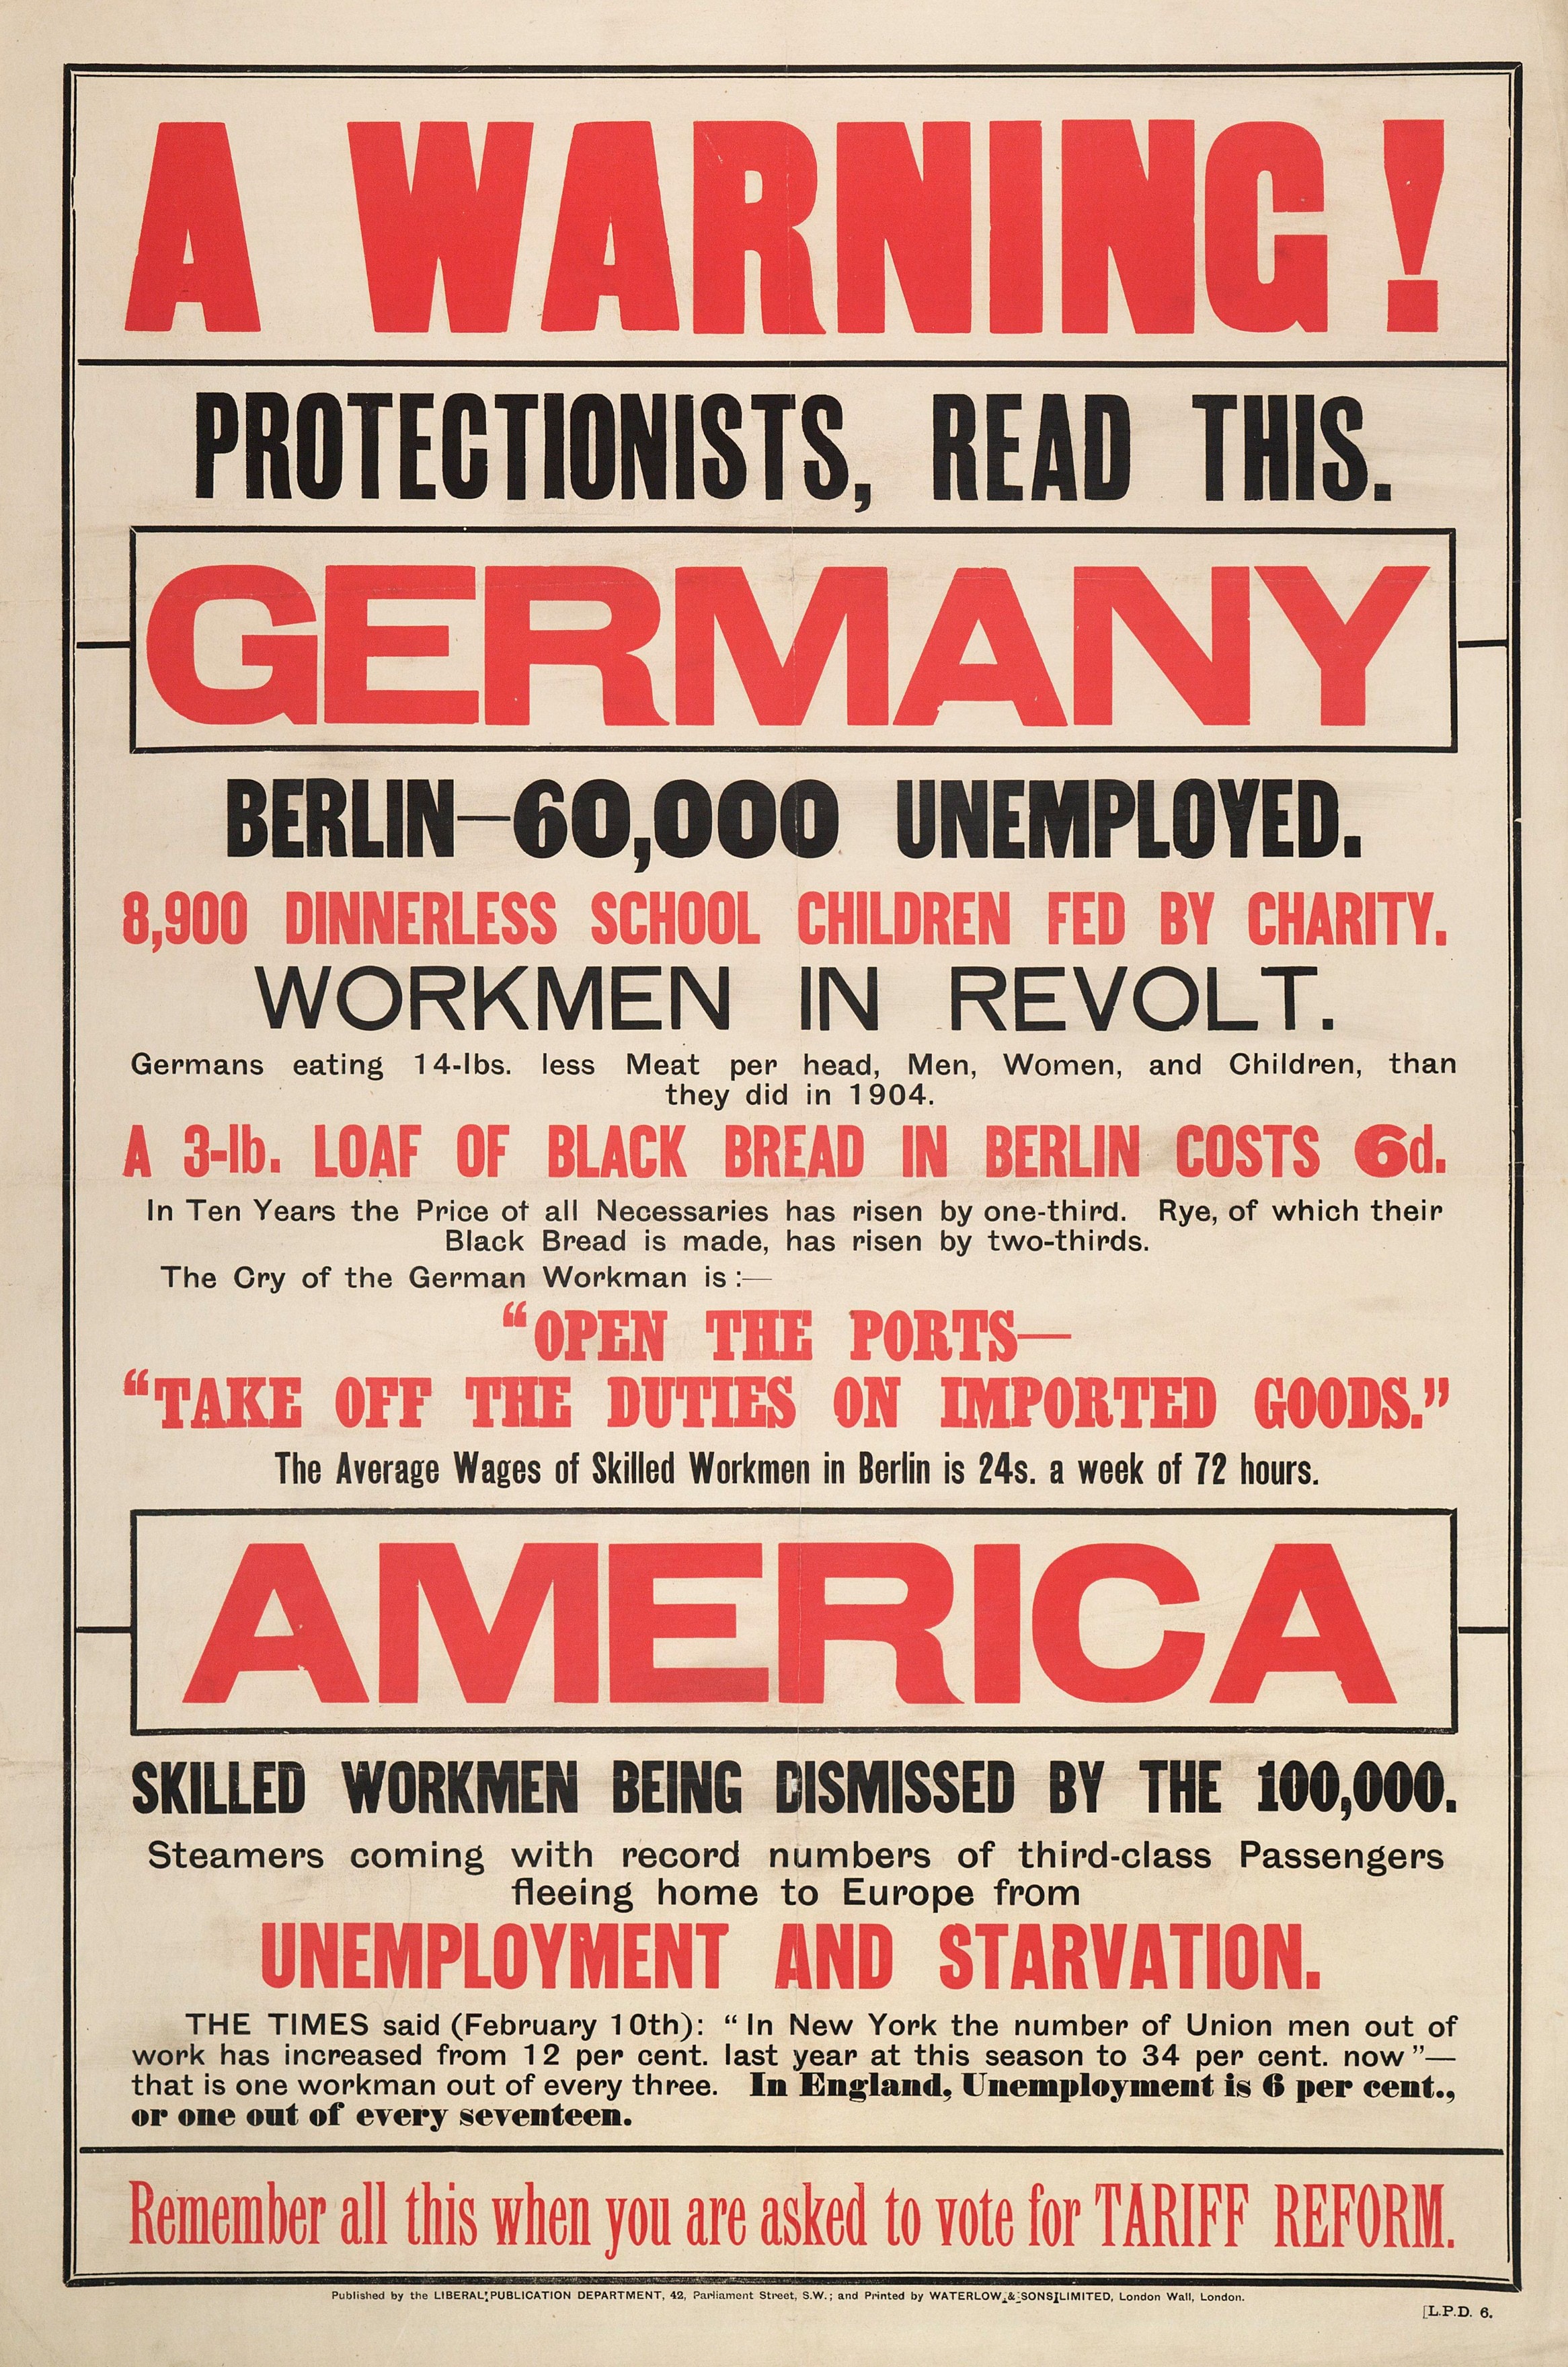 A WARNING!
PROTECTIONISTS, READ THIS.
GERMANY
BERLIN—60,000 UNEMPLOYED.
8,900 DINNERLESS SCHOOL CHILDREN FED BY CHARITY.
WORKMEN IN REVOLT.
Germans eating 14-lbs. less Meat per head, Men, Women, and Children, than
they did in 1904.
A 3-lb. LOAF OF BLACK BREAD IN BERLIN COSTS 6d.
In Ten Years the Price of all Necessaries has risen by one-third. Rye, of which their
Black Bread is made, has risen by two-thirds.
The Cry of the German Workman is :—
“OPEN THE PORTS—
“TAKE OFF THE DUTIES ON IMPORTED GOODS.”
The Average Wages of Skilled Workmen in Berlin is 24s. a week of 72 hours.
AMERICA
SKILLED WORKMEN BEING DISMISSED BY THE 100,000.
Steamers coming with record numbers of third-class Passengers
fleeing home to Europe from
UNEMPLOYMENT AND STARVATION.
THE TIMES said (February 10th): “In New York the number of Union men out of
work has increased from 12 per cent. last year at this season to 34 per cent. now”—
that is one workman out of every three. In England, Unemployment is 6 per cent.,
or one out of every seventeen.
Remember all this when you are asked to vote for TARIFF REFORM.
Published by the LIBERAL PUBLICATION DEPARTMENT, 42, Parliament Street, S.W.; and Printed by WATERLOW & SONS LIMITED, London Wall, London.
[L.P.D. 6.